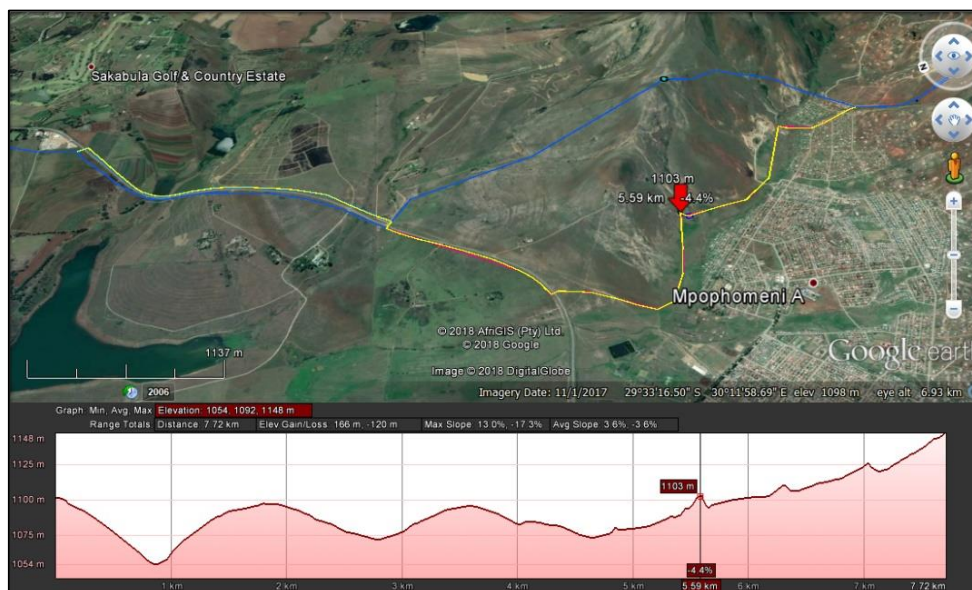 Sakabula Golf & Country Estate
N
1103 m
5.59 km -4.4%
Mpophomeni A
© 2018 AfriGIS (Pty) Ltd.
© 2018 Google
1137 m
Image © 2018 DigitalGlobe
Google earth
2006
Imagery Date: 11/1/2017 29°33'16.50" S 30°11'58.69" E elev 1098 m eye alt 6.93 km
Graph: Min, Avg, Max Elevation: 1054, 1092, 1148 m
Range Totals: Distance: 7.72 km Elev Gain/Loss: 166 m, -120 m Max Slope: 13.0%, -17.3% Avg Slope: 3.6%, -3.6%
1148 m
1125 m
1100 m
1075 m
1054 m
1103 m
-4.4%
1 km 2 km 3 km 4 km 5 km 5.59 km 6 km 7 km 7.72 km